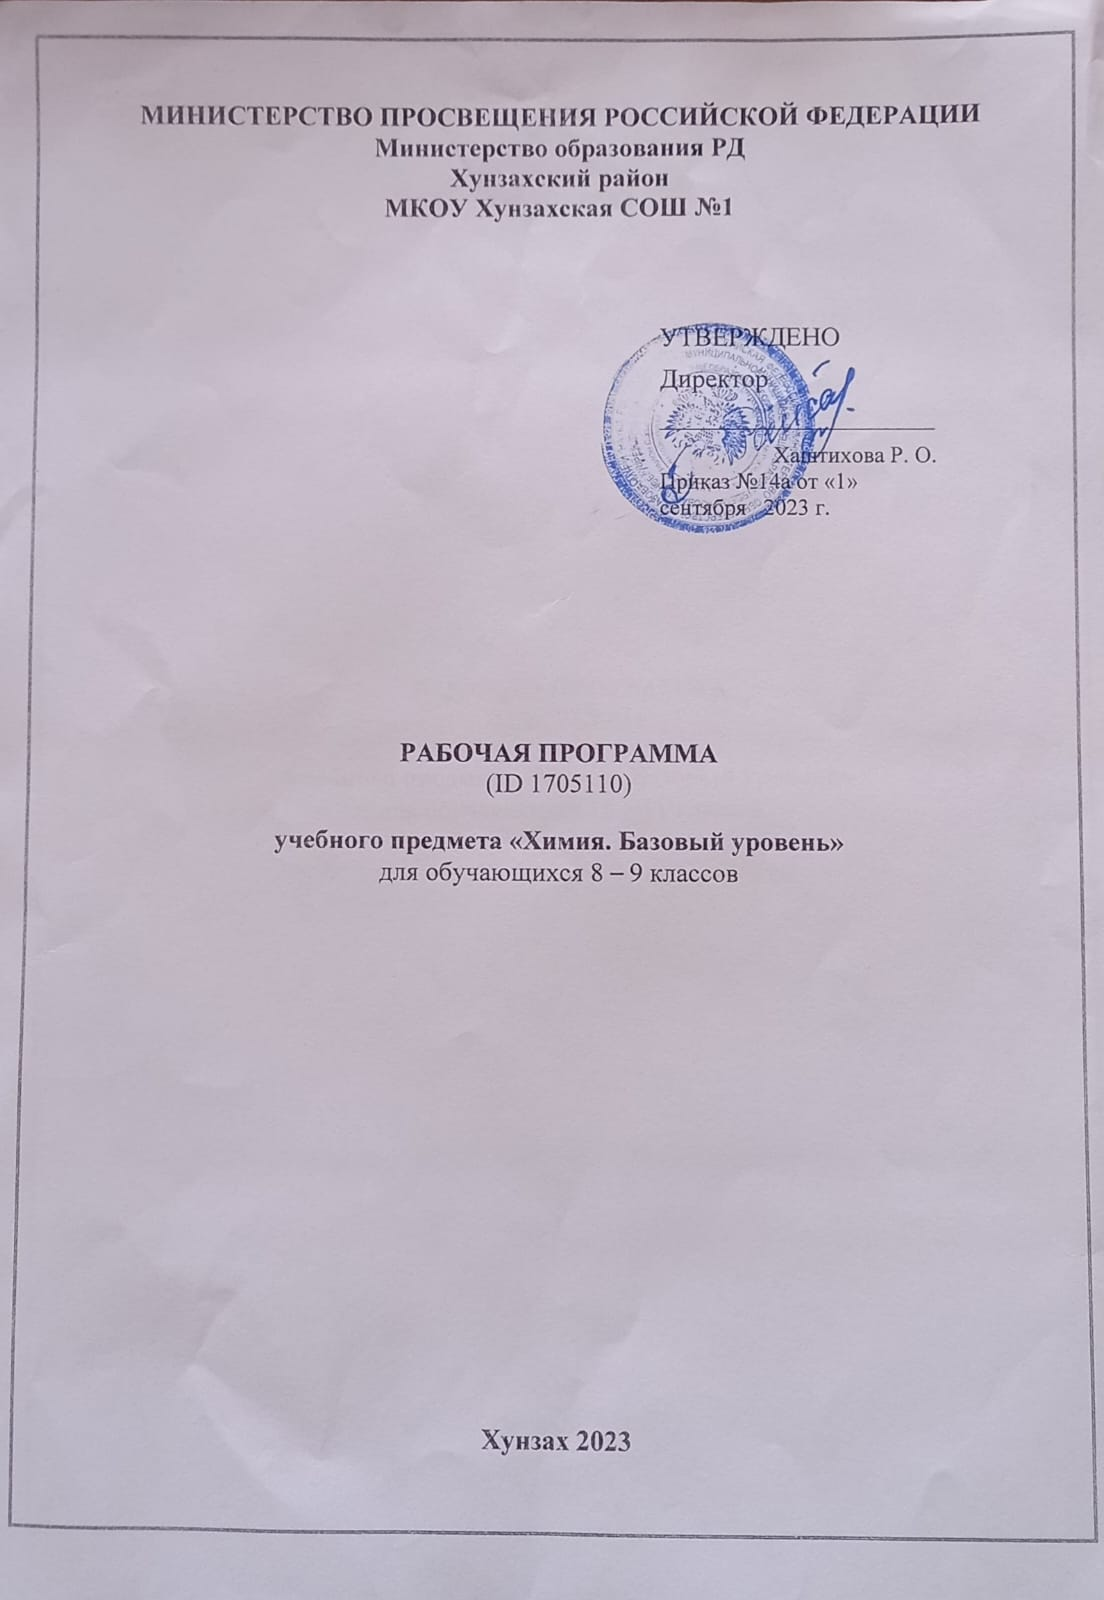 МИНИСТЕРСТВО ПРОСВЕЩЕНИЯ РОССИЙСКОЙ ФЕДЕРАЦИИ
Министерство образования РД
Хунзахский район
МКОУ Хунзахская СОШ №1
УТВЕРЖДЕНО
Директор
Хаштихова Р. О.
Приказ №14а от «1»
сентября 2023 г.
РАБОЧАЯ ПРОГРАММА
(ID 1705110)
учебного предмета «Химия. Базовый уровень»
для обучающихся 8 – 9 классов
Хунзах 2023